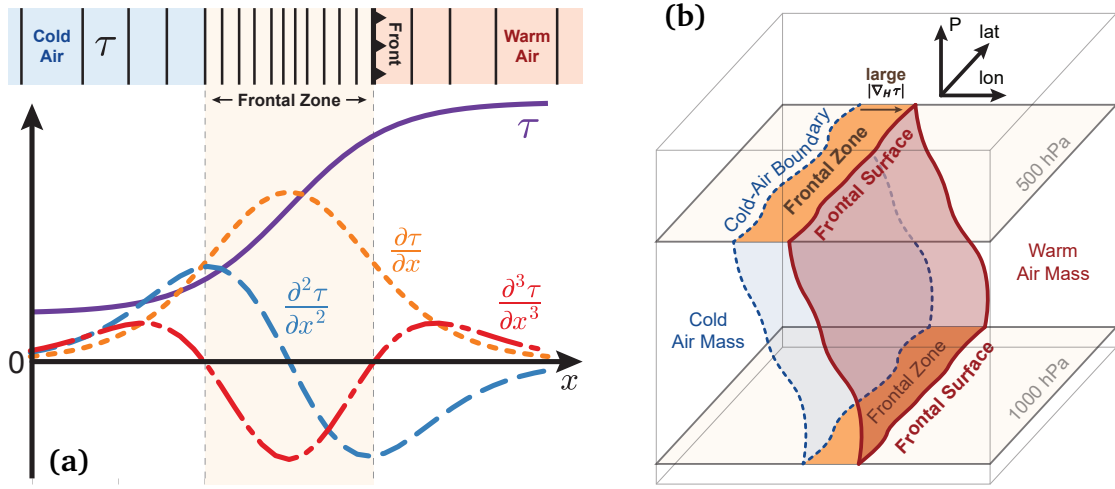 Cold
Air
τ
Front
Warm
Air
Frontal Zone
τ
∂τ
∂x
∂²τ
∂x²
∂³τ
∂x³
0
x
(a)
(b)
P
lat
lon
large
|∇_H τ|
Cold-Air Boundary
Frontal Zone
Frontal Surface
500 hPa
Warm
Air Mass
Cold
Air Mass
Frontal Zone
Frontal Surface
1000 hPa